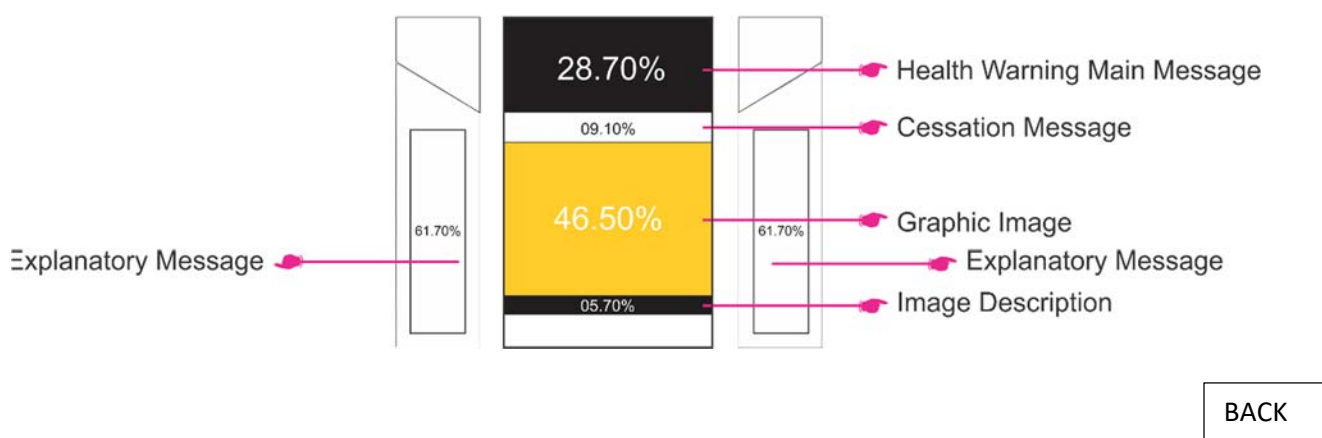 28.70%
Health Warning Main Message
09.10%
Cessation Message
46.50%
Graphic Image
61.70%
61.70%
Explanatory Message
Explanatory Message
05.70%
Image Description
BACK